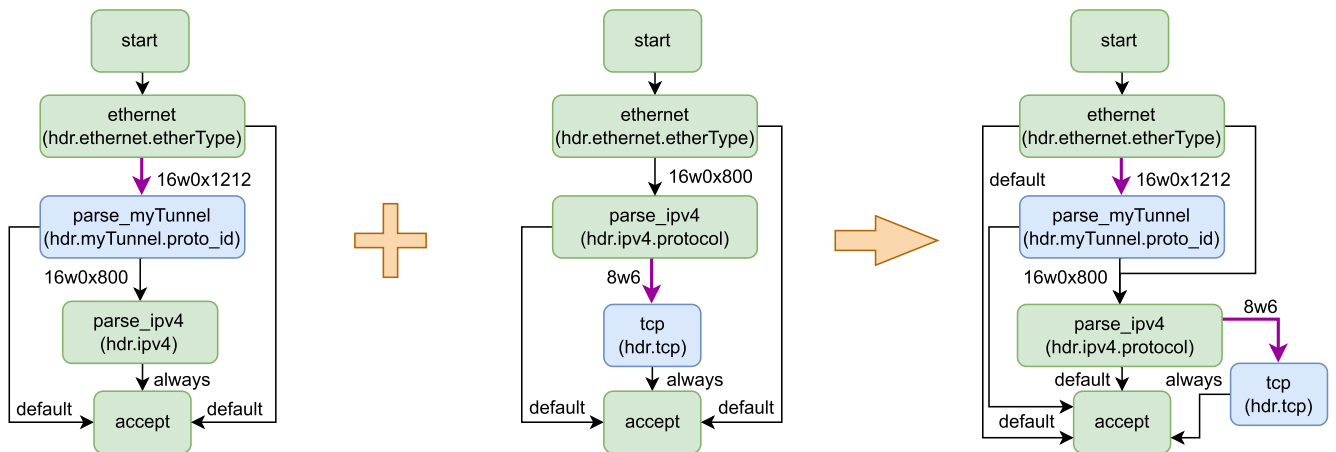 start
ethernet
(hdr.ethernet.etherType)
16w0x1212
parse_myTunnel
(hdr.myTunnel.proto_id)
16w0x800
parse_ipv4
(hdr.ipv4)
always
default
accept
default
start
ethernet
(hdr.ethernet.etherType)
16w0x800
parse_ipv4
(hdr.ipv4.protocol)
8w6
tcp
(hdr.tcp)
always
default
accept
default
start
ethernet
(hdr.ethernet.etherType)
default
16w0x1212
parse_myTunnel
(hdr.myTunnel.proto_id)
16w0x800
parse_ipv4
(hdr.ipv4.protocol)
8w6
default
always
tcp
(hdr.tcp)
default
accept